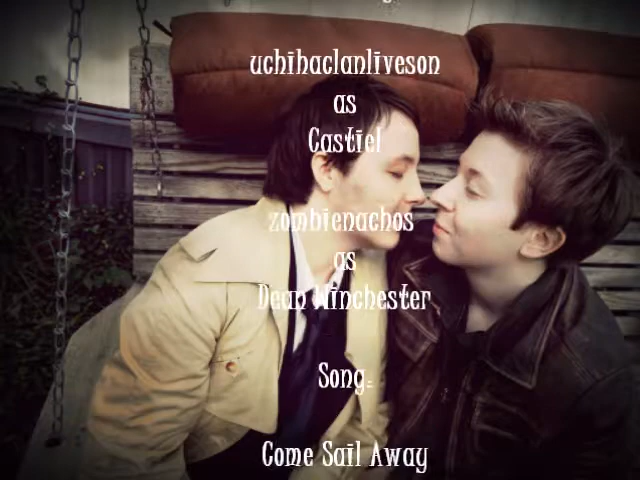 uchihaclanliveson
as
Castiel
zombienachos
as
Dean Winchester
Song:
Come Sail Away